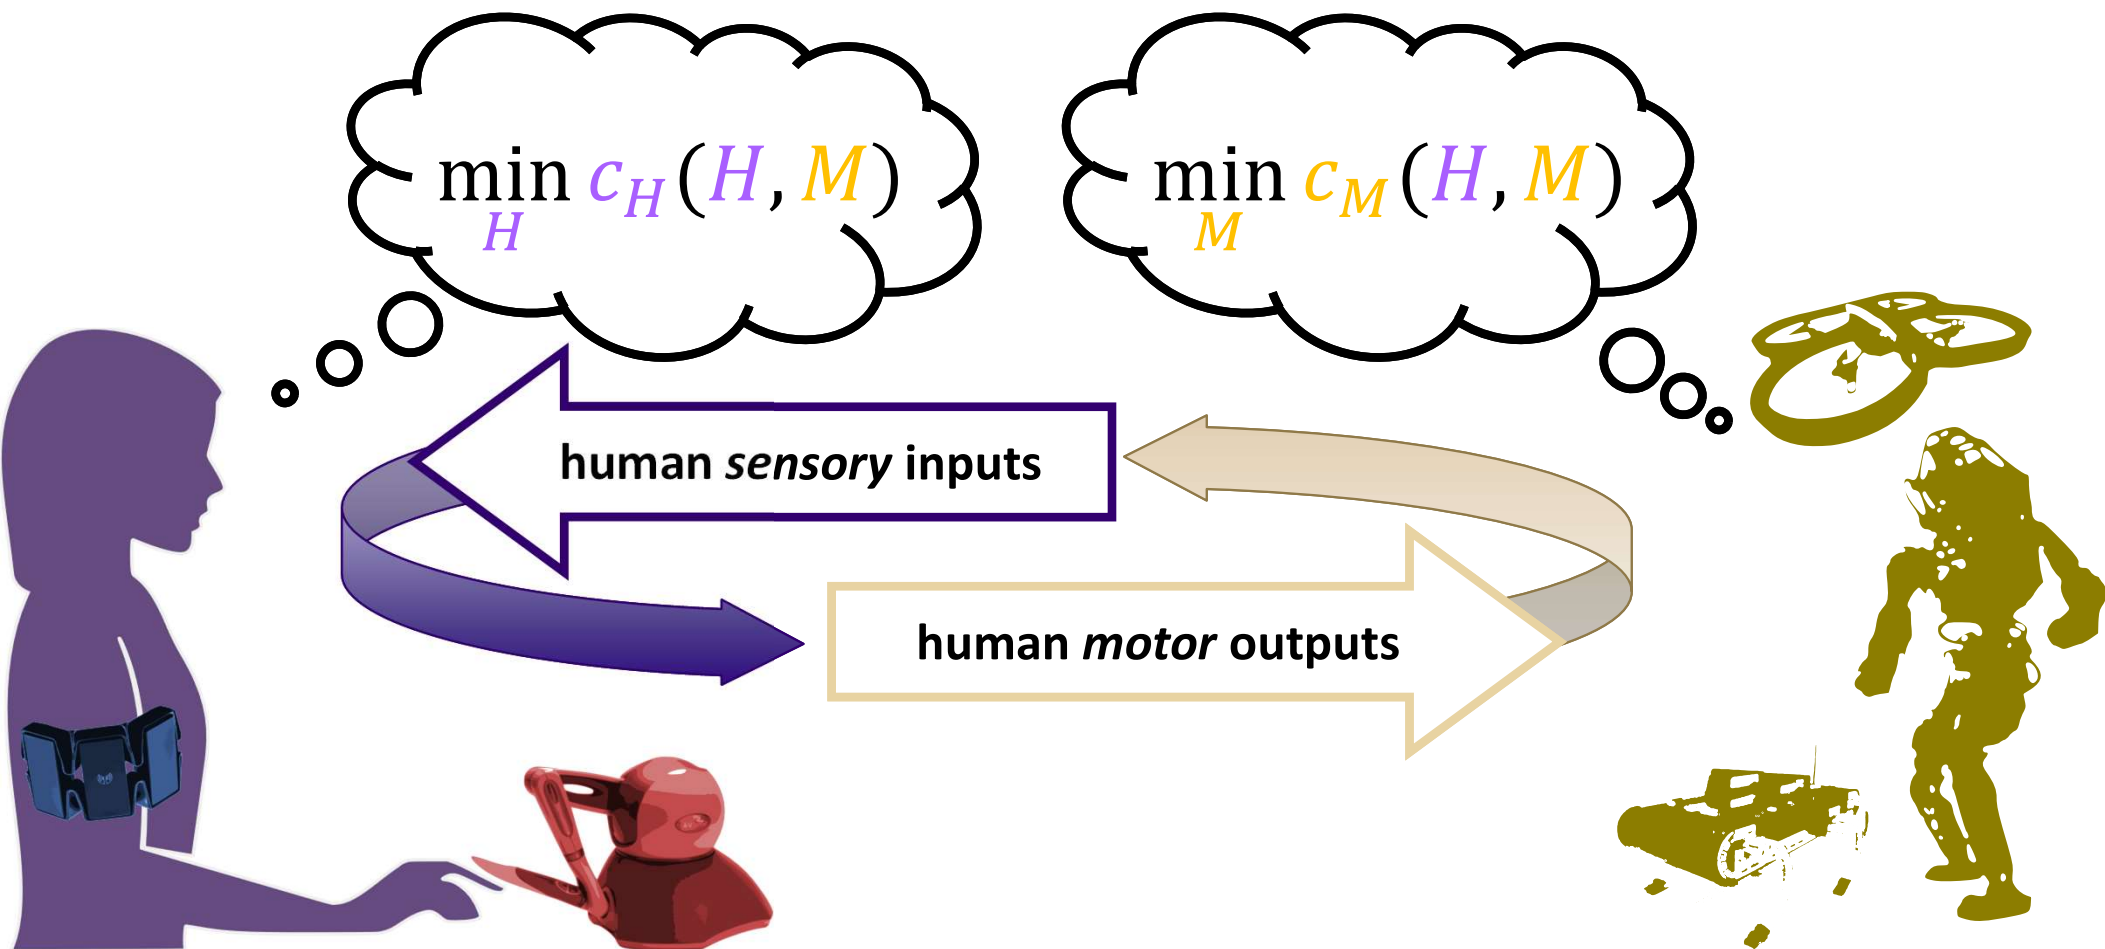 min c_H(H, M)
H
min c_M(H, M)
M
human sensory inputs
human motor outputs